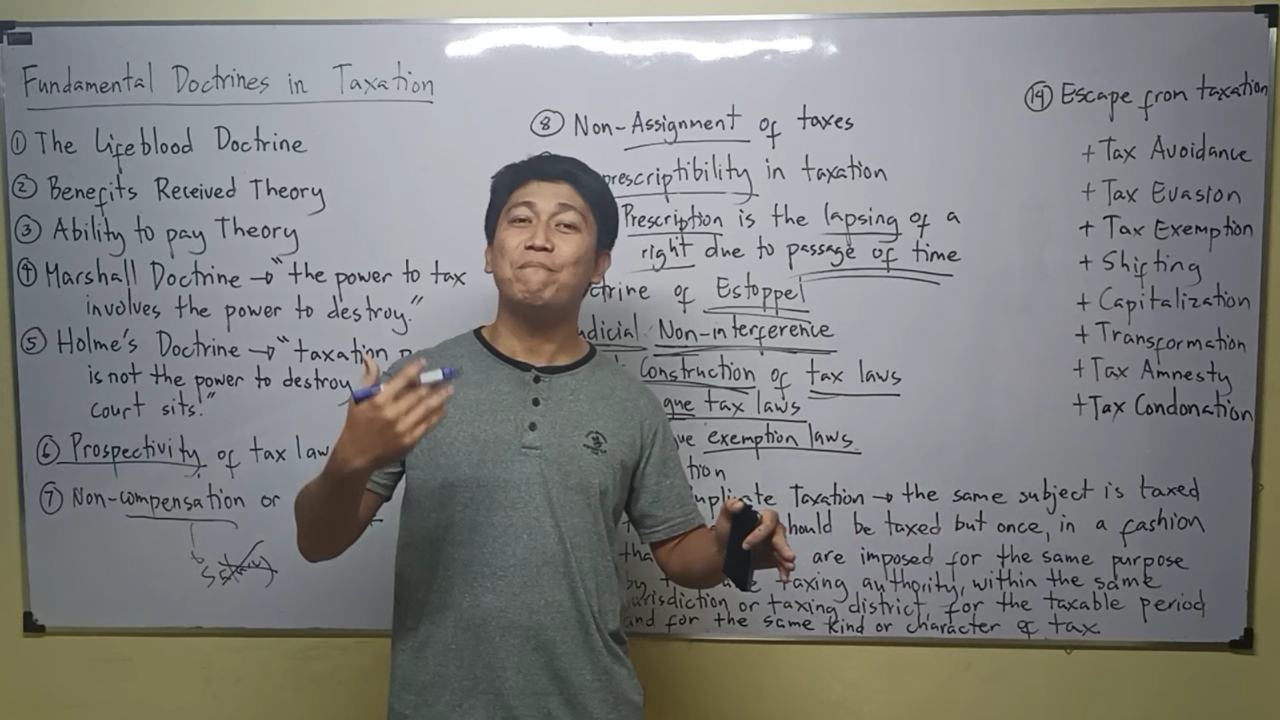 Fundamental Doctrines in Taxation
① The Lifeblood Doctrine
② Benefits Received Theory
③ Ability to pay Theory
④ Marshall Doctrine → "the power to tax
involves the power to destroy."
⑤ Holme's Doctrine → "taxation
is not the power to destroy
court sits."
⑥ Prospectivity of tax law
⑦ Non-compensation or
⑧ Non-Assignment of taxes
prescriptibility in taxation
Prescription is the lapsing of a
right due to passage of time
ctrine of Estoppel
udicial Non-interference
Construction of tax laws
gue tax laws
ue exemption laws.
tion
uplicate Taxation → the same subject is taxed
hould be taxed but once, in a fashion
tha are imposed for the same purpose
by t taxing authority, within the same
jurisdiction or taxing district, for the taxable period
and for the same kind or character of tax
⑭ Escape from taxation
+ Tax Avoidance
+ Tax Evasion
+ Tax Exemption
+ Shifting
+ Capitalization
+ Transformation
+ Tax Amnesty
+ Tax Condonation